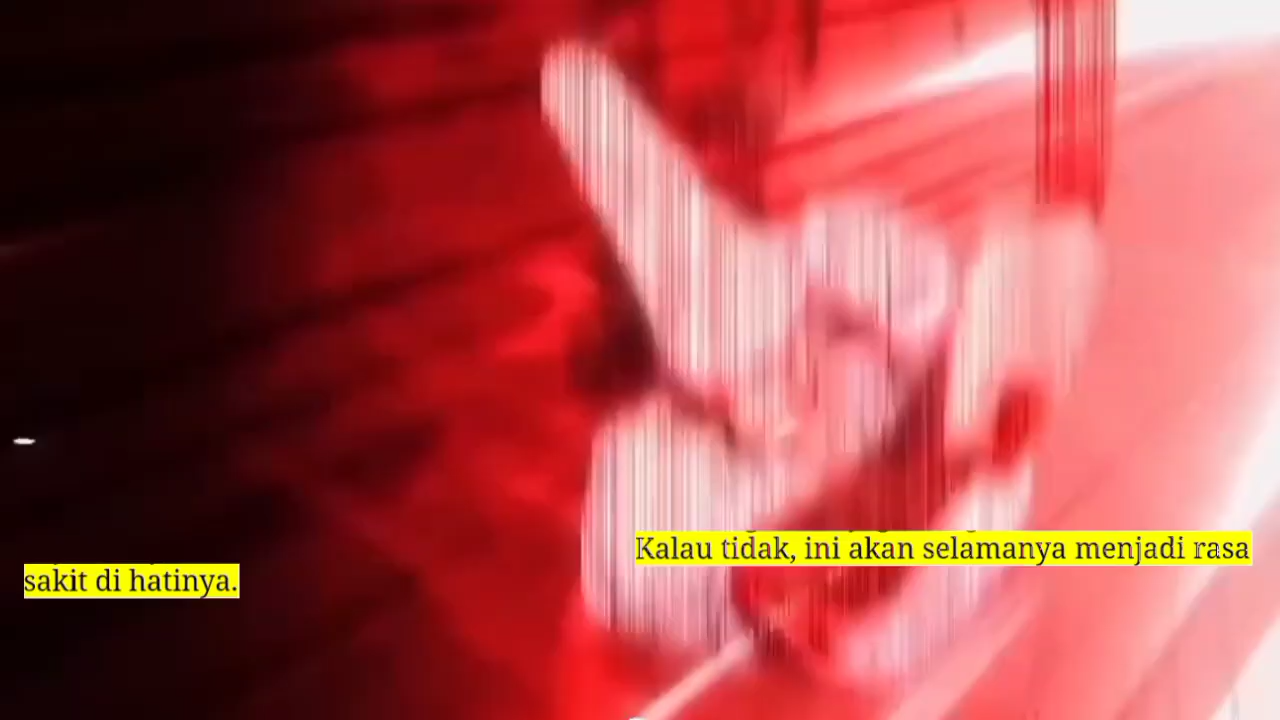 Kalau tidak, ini akan selamanya menjadi rasa
sakit di hatinya.